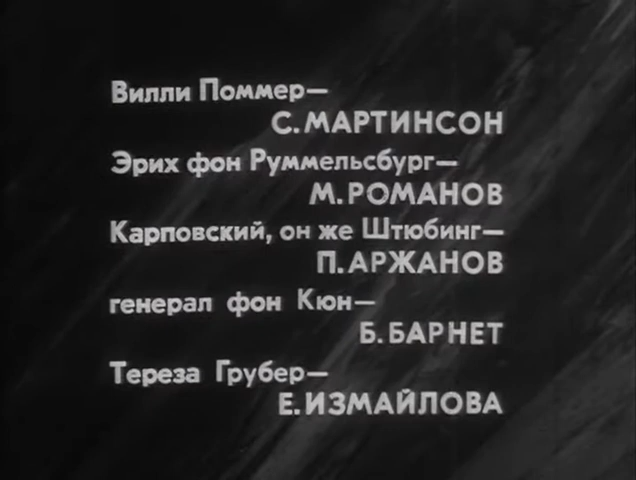 Вилли Поммер—
С. МАРТИНСОН
Эрих фон Руммельсбург—
М. РОМАНОВ
Карповский, он же Штюбинг—
П. АРЖАНОВ
генерал фон Кюн—
Б. БАРНЕТ
Тереза Грубер—
Е. ИЗМАЙЛОВА